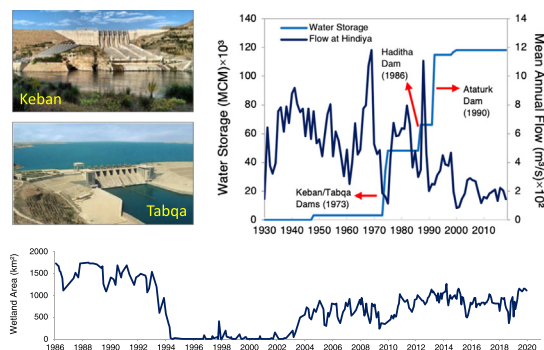 Keban
Tabqa
Water Storage (MCM)×10³
140
120
100
80
60
40
20
0
Water Storage
Flow at Hindiya
Haditha
Dam
(1986)
Ataturk
Dam
(1990)
Keban/Tabqa
Dams (1973)
14
12
10
8
6
4
2
0
Mean Annual Flow (m³/s)×10²
1930 1940 1950 1960 1970 1980 1990 2000 2010
Wetland Area (km²)
2000
1500
1000
500
0
1986 1988 1990 1992 1994 1996 1998 2000 2002 2004 2006 2008 2010 2012 2014 2016 2018 2020